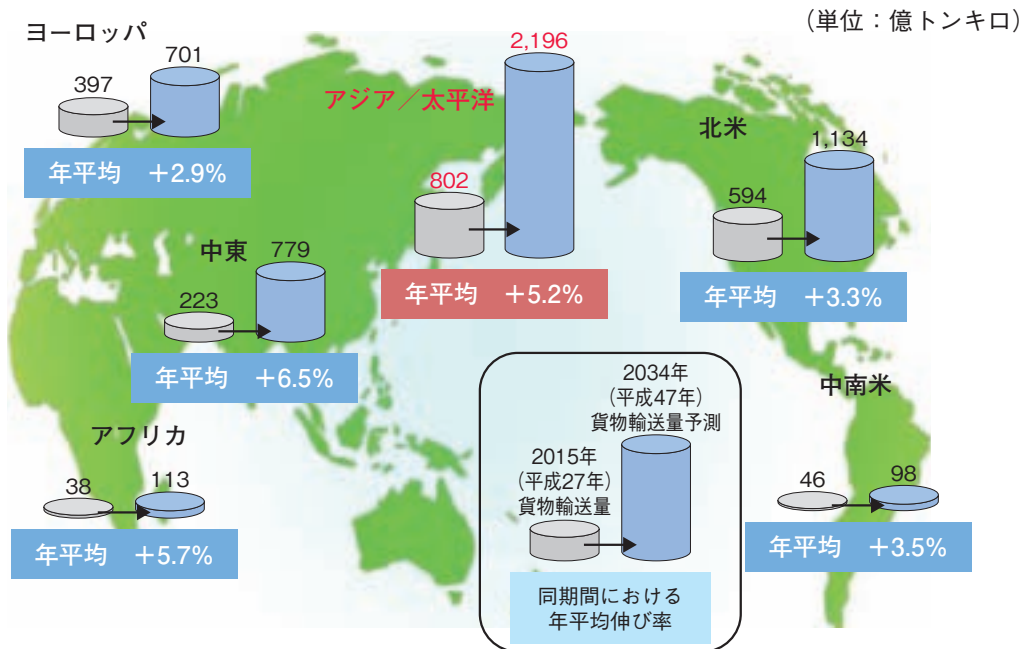 （単位：億トンキロ）
ヨーロッパ
397
701
年平均　+2.9%
アジア／太平洋
802
2,196
年平均　+5.2%
北米
594
1,134
年平均　+3.3%
中東
223
779
年平均　+6.5%
アフリカ
38
113
年平均　+5.7%
中南米
46
98
年平均　+3.5%
2015年
（平成27年）
貨物輸送量
2034年
（平成47年）
貨物輸送量予測
同期間における
年平均伸び率